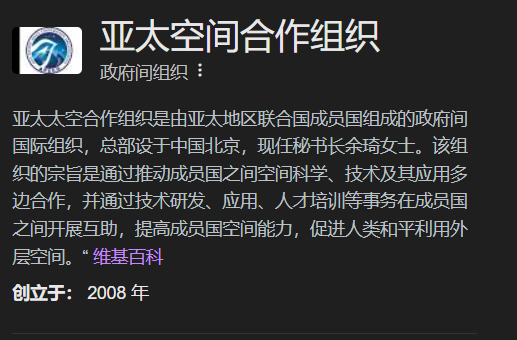 亚太空间合作组织
政府间组织
亚太太空合作组织是由亚太地区联合国成员国组成的政府间
国际组织，总部设于中国北京，现任秘书长余琦女士。该组
织的宗旨是通过推动成员国之间空间科学、技术及其应用多
边合作，并通过技术研发、应用、人才培训等事务在成员国
之间开展互助，提高成员国空间能力，促进人类和平利用外
层空间。“ 维基百科
创立于： 2008 年